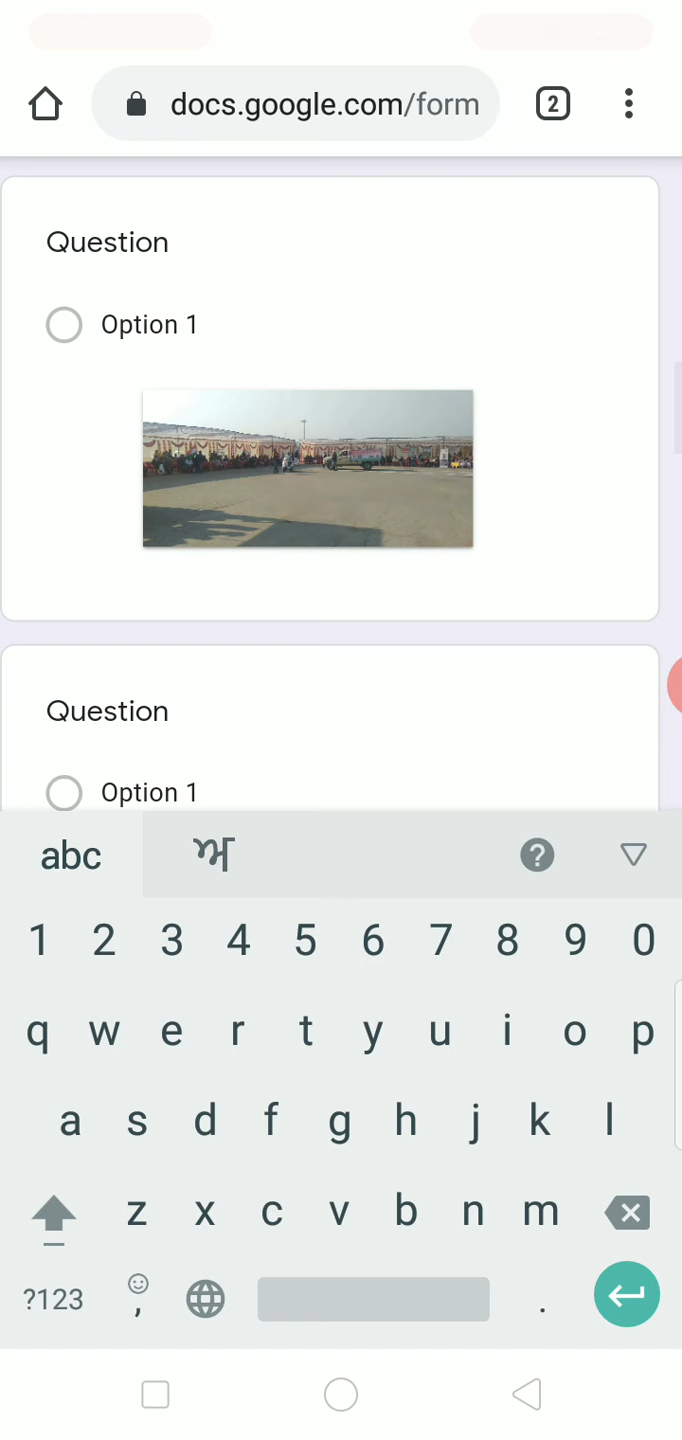 docs.google.com/form
2
Question
Option 1
Question
Option 1
abc ਅ ?
1 2 3 4 5 6 7 8 9 0
q w e r t y u i o p
a s d f g h j k l
z x c v b n m
?123 , .